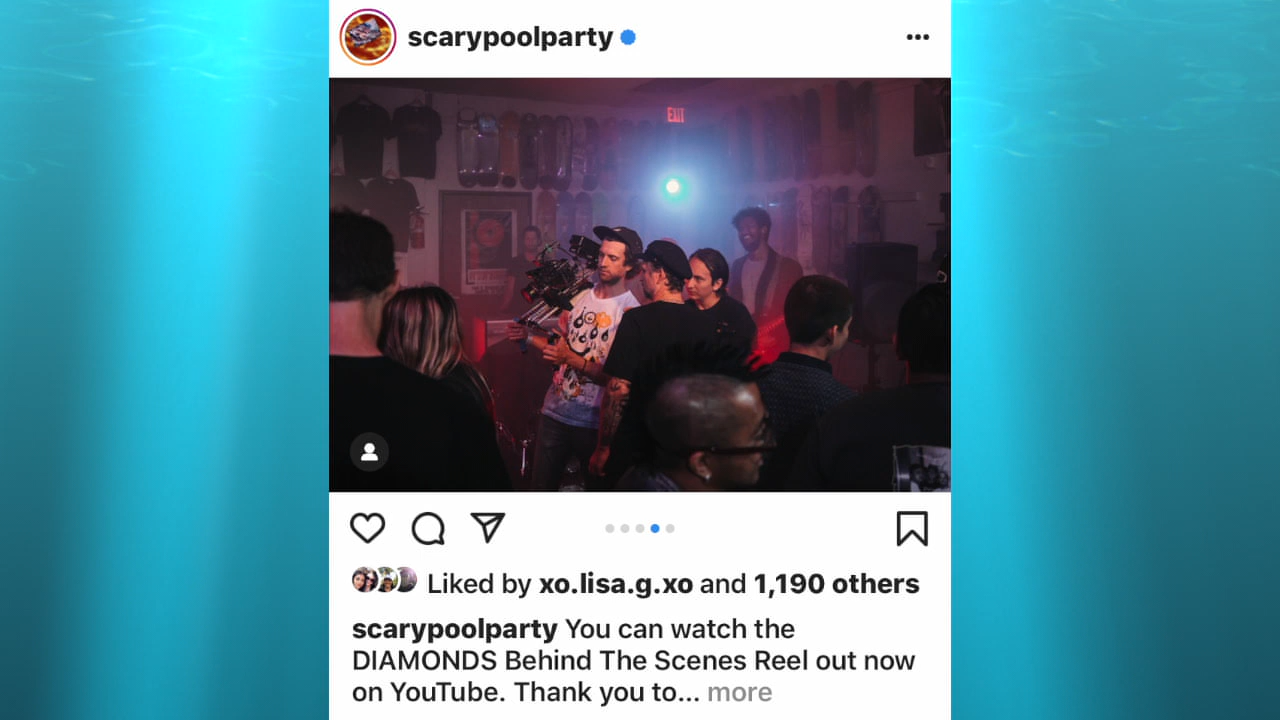 scarypoolparty
EXIT
Liked by xo.lisa.g.xo and 1,190 others
scarypoolparty You can watch the
DIAMONDS Behind The Scenes Reel out now
on YouTube. Thank you to... more